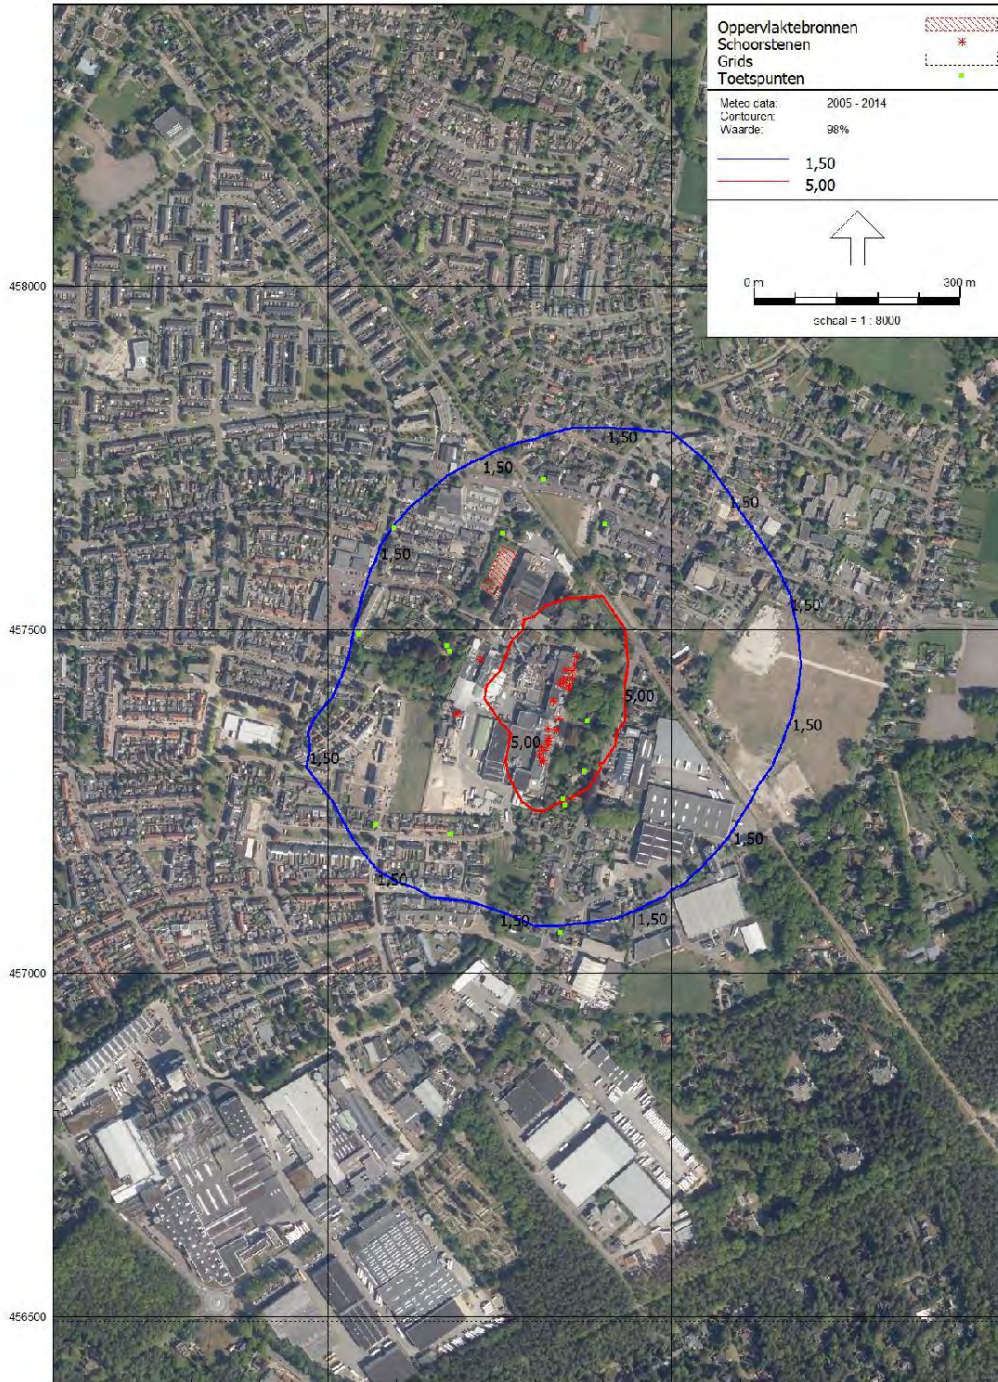 Oppervlaktebronnen
Schoorstenen
Grids
Toetspunten
Meteo data: 2005 - 2014
Contouren:
Waarde: 98%
1,50
5,00
0 m 300 m
schaal = 1 : 8000
458000
1,50
1,50
1,50
1,50
1,50
457500
5,00
1,50
5,00
1,50
1,50
1,50
1,50
1,50
457000
456500